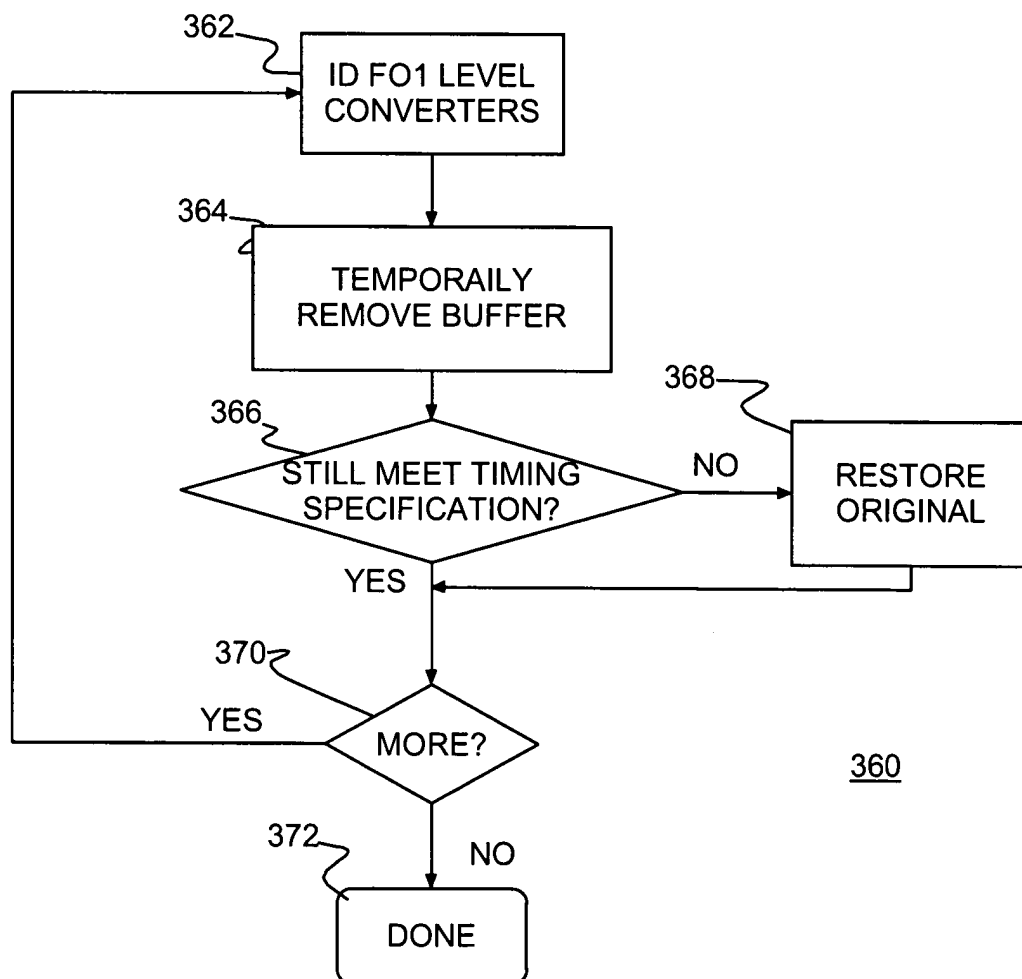 362
ID FO1 LEVEL
CONVERTERS
364
TEMPORAILY
REMOVE BUFFER
366
STILL MEET TIMING
SPECIFICATION?
NO
368
RESTORE
ORIGINAL
YES
370
YES
MORE?
360
372
NO
DONE